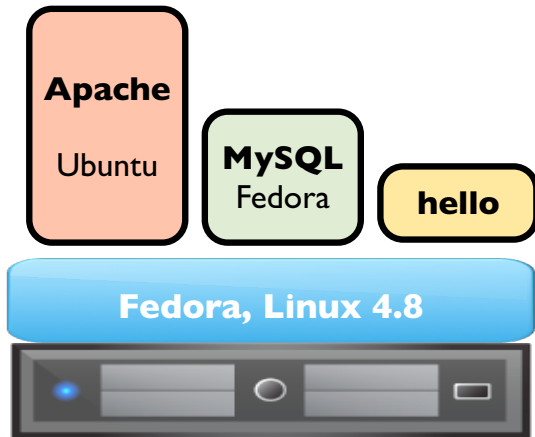 Apache
Ubuntu
MySQL
Fedora
hello
Fedora, Linux 4.8